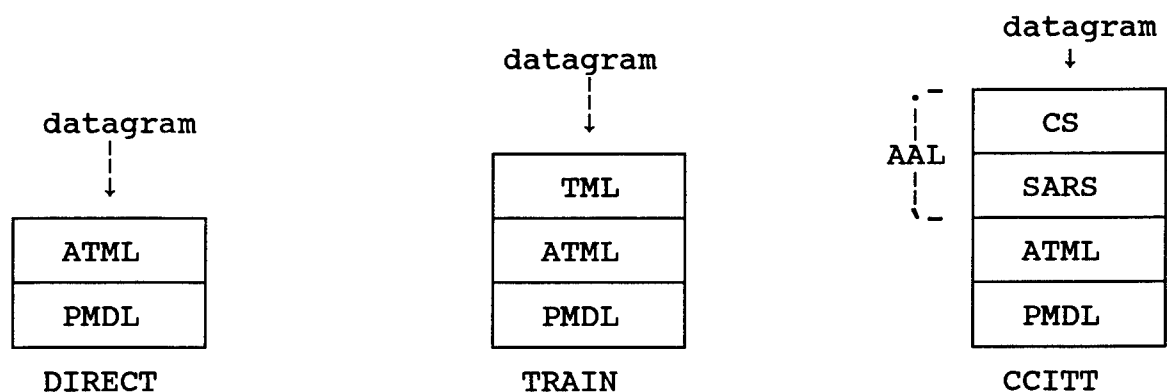 datagram
ATML
PMDL
DIRECT
datagram
TML
ATML
PMDL
TRAIN
datagram
AAL
CS
SARS
ATML
PMDL
CCITT